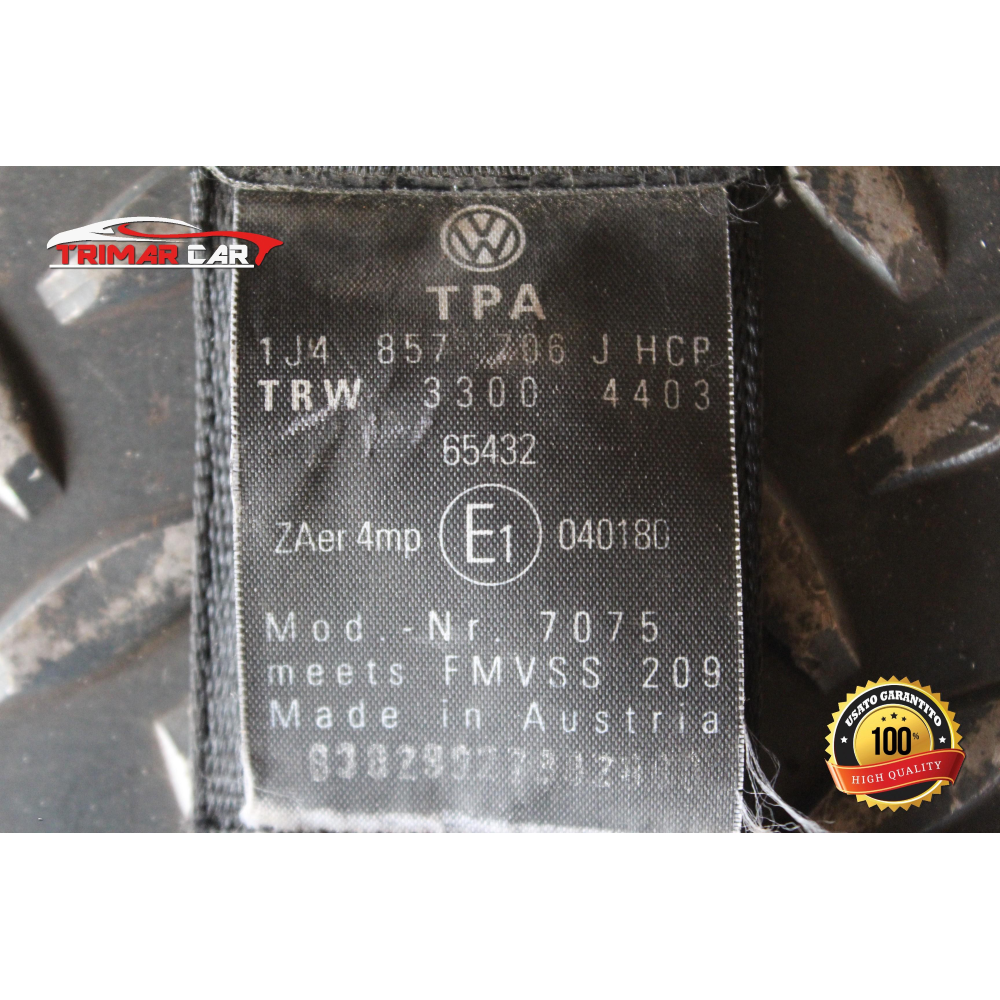 TRIMAR CAR
TPA
1J4 857 706 J HCP
TRW 3300 4403
65432
ZAer 4mp E1 040180
Mod.-Nr. 7075
meets FMVSS 209
Made in Austria
USATO GARANTITO
100%
HIGH QUALITY